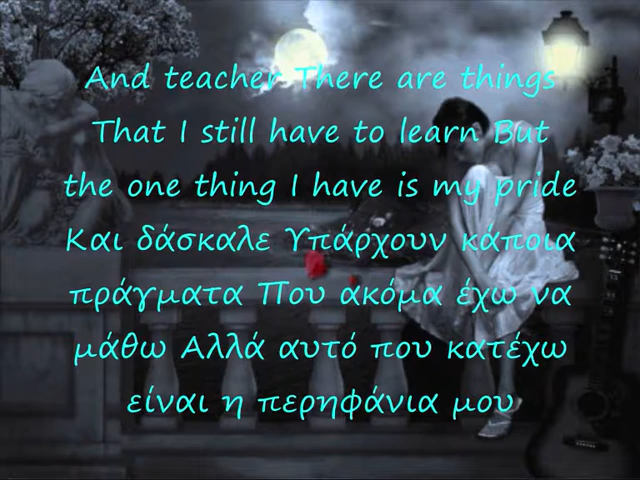 And teacher There are things
That I still have to learn But
the one thing I have is my pride
Και δάσκαλε Υπάρχουν κάποια
πράγματα Που ακόμα έχω να
μάθω Αλλά αυτό που κατέχω
είναι η περηφάνια μου